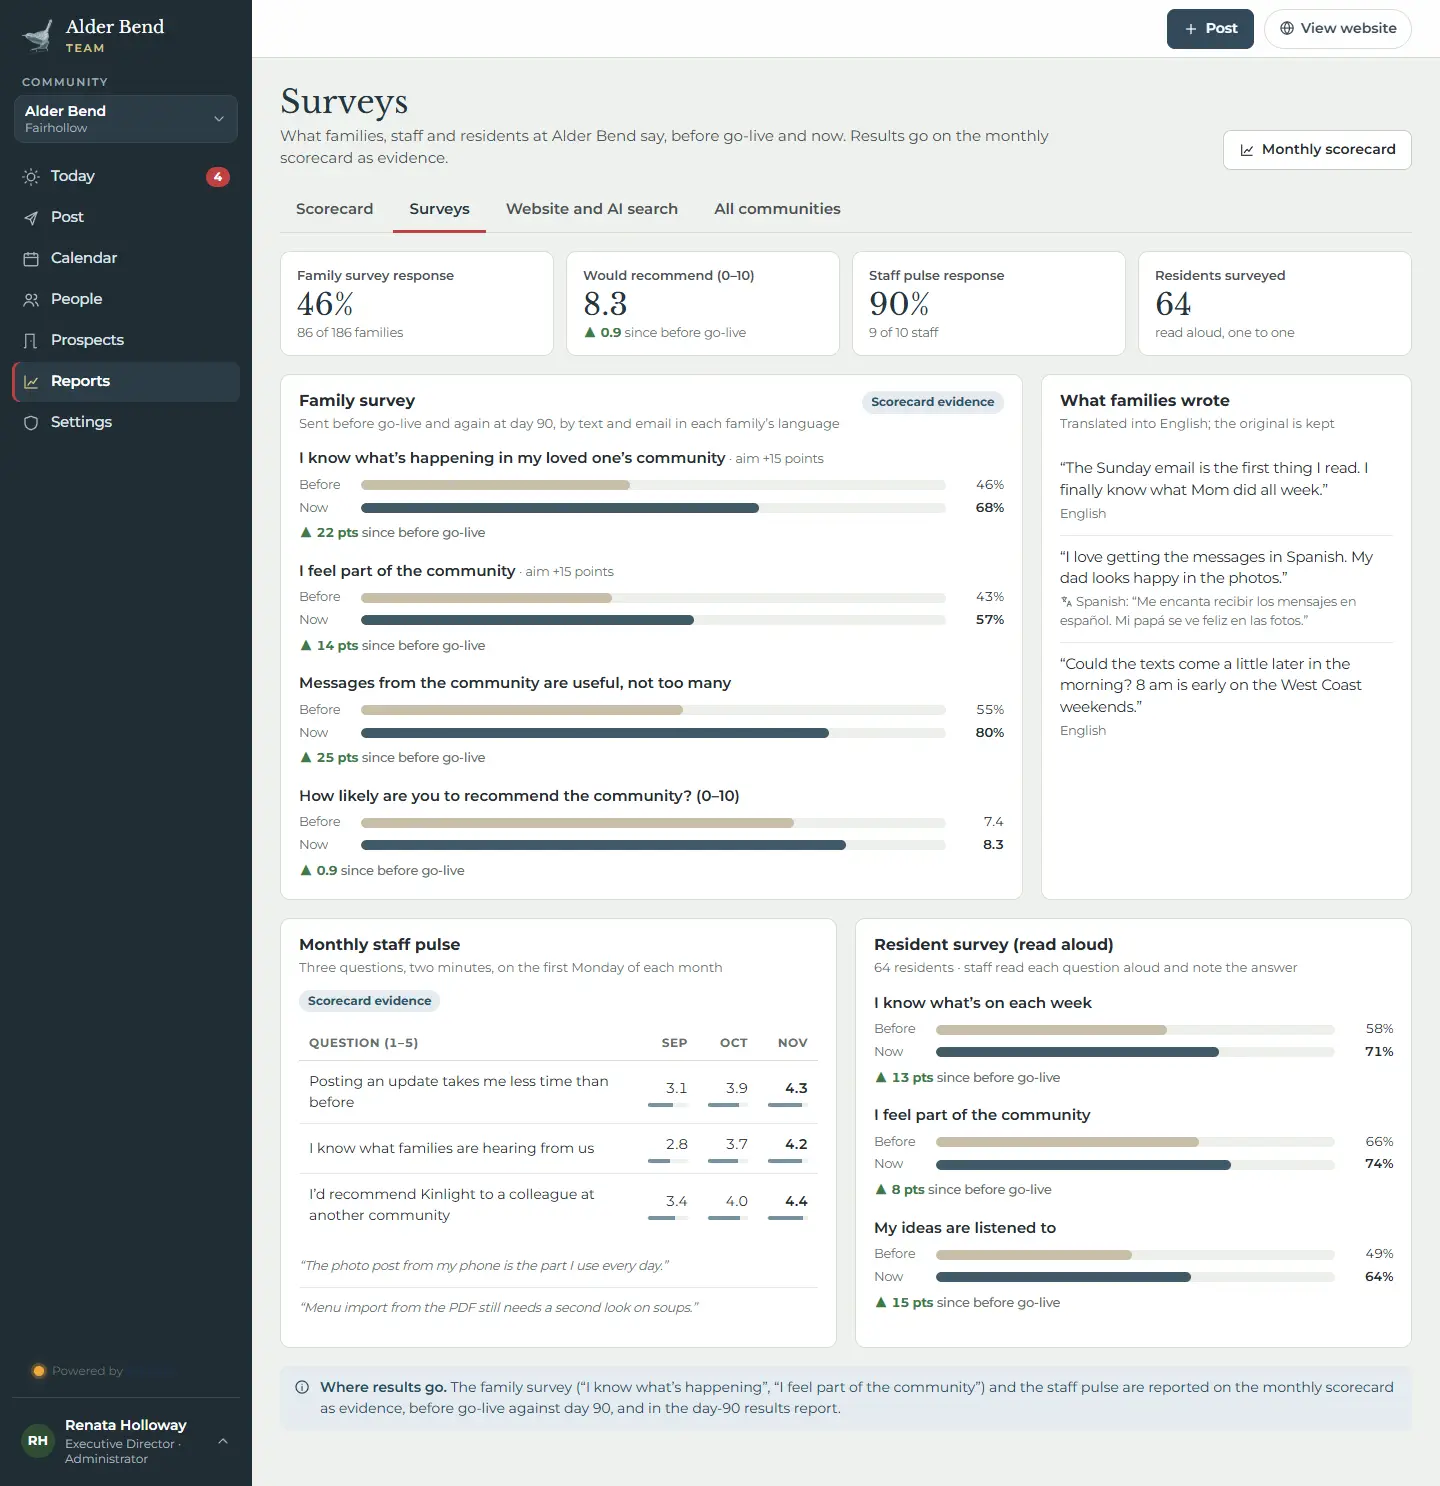 Alder Bend
TEAM
COMMUNITY
Alder Bend
Fairhollow
Today
4
Post
Calendar
People
Prospects
Reports
Settings
Powered by
RH
Renata Holloway
Executive Director ·
Administrator
Post
View website
Surveys
What families, staff and residents at Alder Bend say, before go-live and now. Results go on the monthly
scorecard as evidence.
Monthly scorecard
Scorecard
Surveys
Website and AI search
All communities
Family survey response
46%
86 of 186 families
Would recommend (0–10)
8.3
▲ 0.9 since before go-live
Staff pulse response
90%
9 of 10 staff
Residents surveyed
64
read aloud, one to one
Family survey
Scorecard evidence
Sent before go-live and again at day 90, by text and email in each family’s language
I know what’s happening in my loved one’s community · aim +15 points
Before 46%
Now 68%
▲ 22 pts since before go-live
I feel part of the community · aim +15 points
Before 43%
Now 57%
▲ 14 pts since before go-live
Messages from the community are useful, not too many
Before 55%
Now 80%
▲ 25 pts since before go-live
How likely are you to recommend the community? (0–10)
Before 7.4
Now 8.3
▲ 0.9 since before go-live
What families wrote
Translated into English; the original is kept
“The Sunday email is the first thing I read. I
finally know what Mom did all week.”
English
“I love getting the messages in Spanish. My
dad looks happy in the photos.”
Spanish: “Me encanta recibir los mensajes en
español. Mi papá se ve feliz en las fotos.”
“Could the texts come a little later in the
morning? 8 am is early on the West Coast
weekends.”
English
Monthly staff pulse
Three questions, two minutes, on the first Monday of each month
Scorecard evidence
QUESTION (1–5) SEP OCT NOV
Posting an update takes me less time than
before
3.1 3.9 4.3
I know what families are hearing from us 2.8 3.7 4.2
I’d recommend Kinlight to a colleague at
another community
3.4 4.0 4.4
“The photo post from my phone is the part I use every day.”
“Menu import from the PDF still needs a second look on soups.”
Resident survey (read aloud)
64 residents · staff read each question aloud and note the answer
I know what’s on each week
Before 58%
Now 71%
▲ 13 pts since before go-live
I feel part of the community
Before 66%
Now 74%
▲ 8 pts since before go-live
My ideas are listened to
Before 49%
Now 64%
▲ 15 pts since before go-live
Where results go. The family survey (“I know what’s happening”, “I feel part of the community”) and the staff pulse are reported on the monthly scorecard
as evidence, before go-live against day 90, and in the day-90 results report.